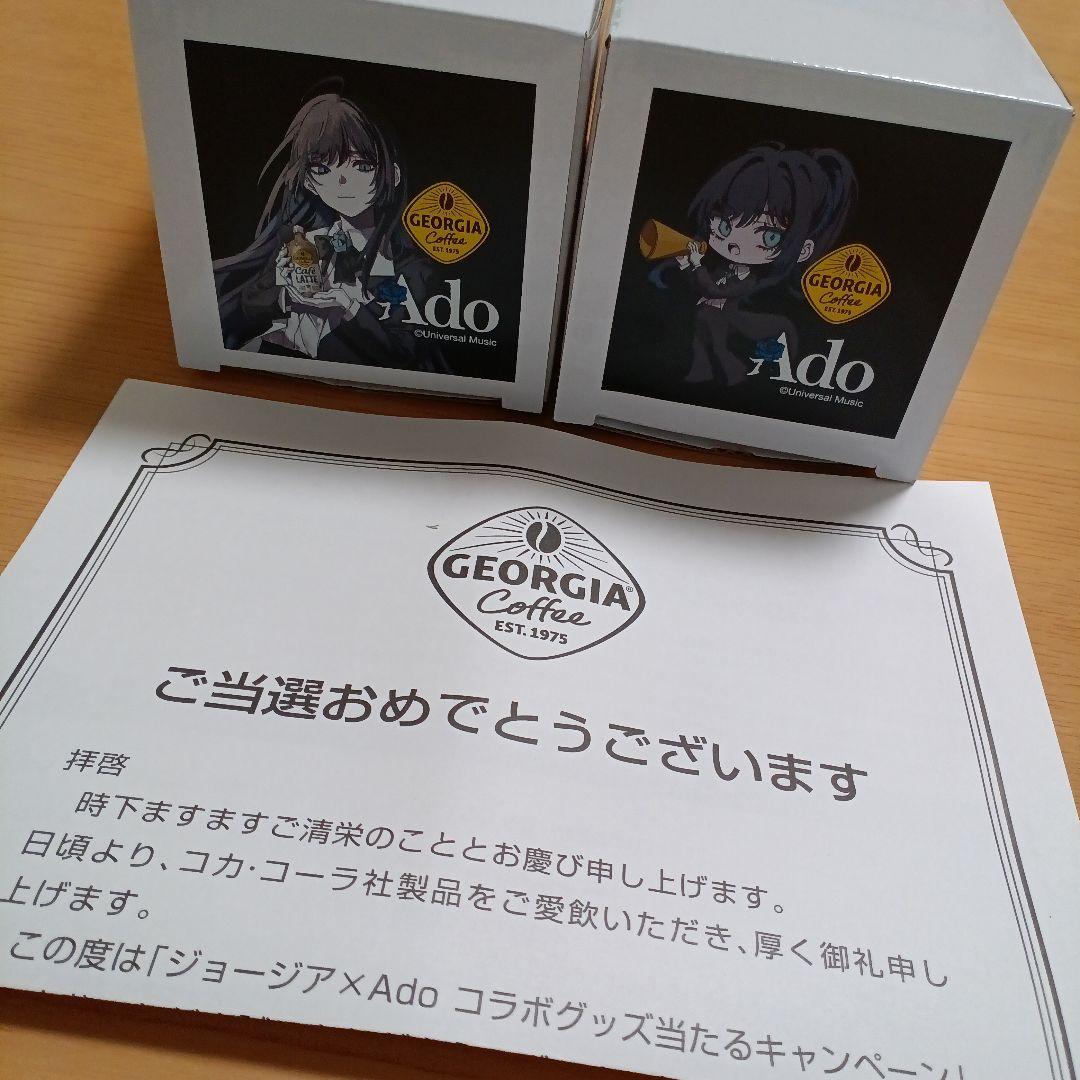 GEORGIA
Coffee
EST. 1975
Café
LATTE
Ado
©Universal Music
GEORGIA
Coffee
EST. 1975
Ado
©Universal Music
GEORGIA®
Coffee
EST. 1975
ご当選おめでとうございます
拝啓
時下ますますご清栄のこととお慶び申し上げます。
日頃より、コカ・コーラ社製品をご愛飲いただき、厚く御礼申し
上げます。
この度は「ジョージア×Ado コラボグッズ当たるキャンペーン」